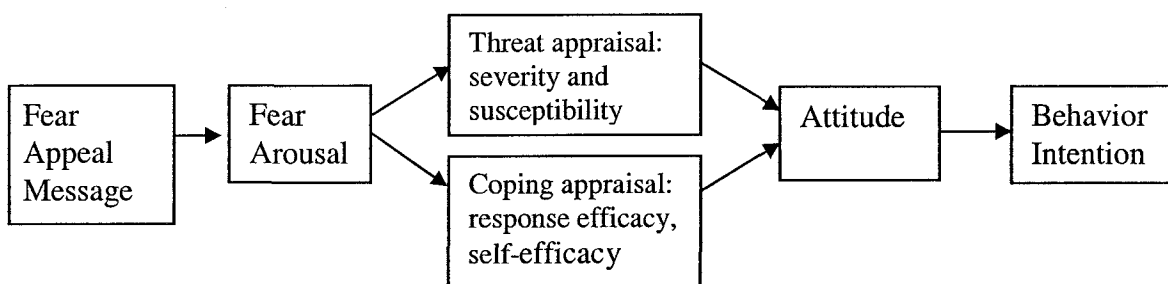 Fear
Appeal
Message
Fear
Arousal
Threat appraisal:
severity and
susceptibility
Coping appraisal:
response efficacy,
self-efficacy
Attitude
Behavior
Intention